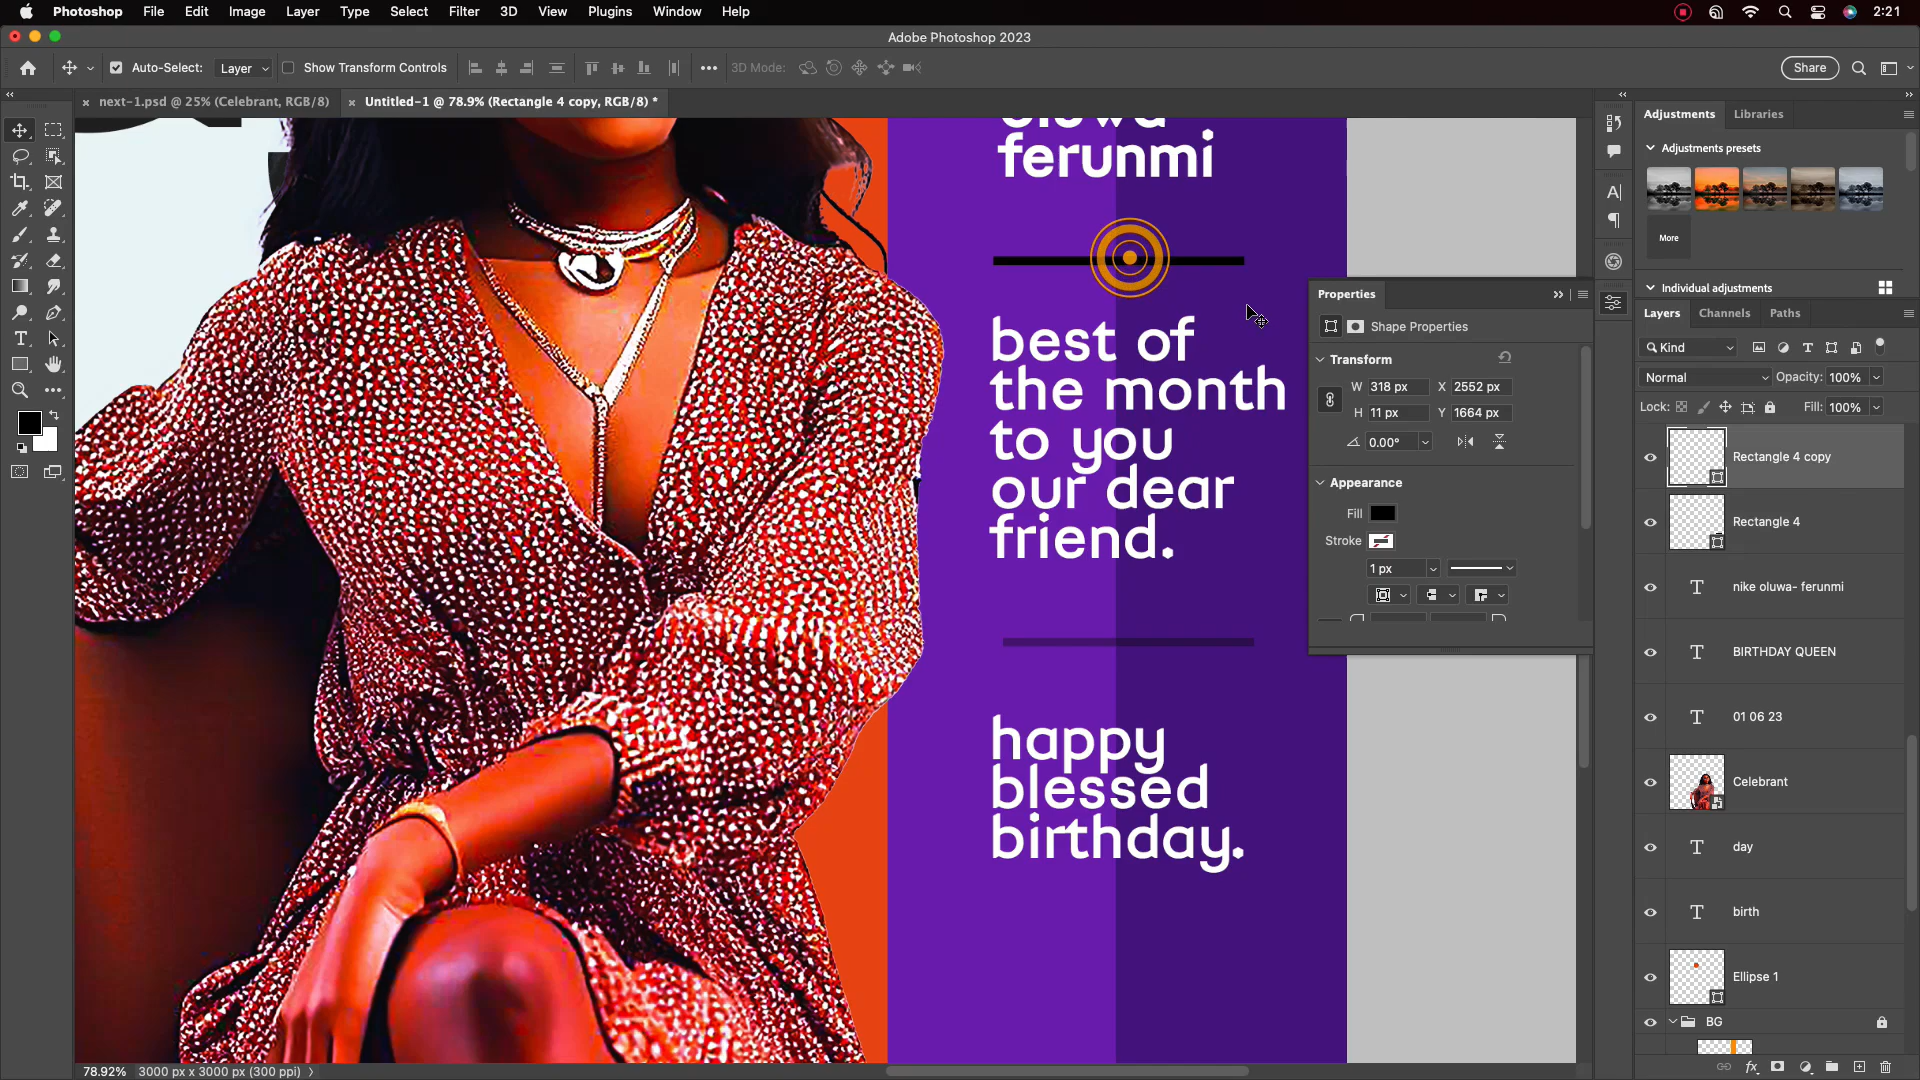 Photoshop File Edit Image Layer Type Select Filter 3D View Plugins Window Help 2:21
Adobe Photoshop 2023
Auto-Select: Layer Show Transform Controls 3D Mode: Share
next-1.psd @ 25% (Celebrant, RGB/8) Untitled-1 @ 78.9% (Rectangle 4 copy, RGB/8) *
ferunmi
best of
the month
to you
our dear
friend.
happy
blessed
birthday.
Properties
Shape Properties
Transform
W 318 px X 2552 px
H 11 px Y 1664 px
0.00°
Appearance
Fill
Stroke
1 px
Adjustments Libraries
Adjustments presets
More
Individual adjustments
Layers Channels Paths
Kind
Normal Opacity: 100%
Lock: Fill: 100%
Rectangle 4 copy
Rectangle 4
T nike oluwa- ferunmi
T BIRTHDAY QUEEN
T 01 06 23
Celebrant
T day
T birth
Ellipse 1
BG
78.92% 3000 px x 3000 px (300 ppi)